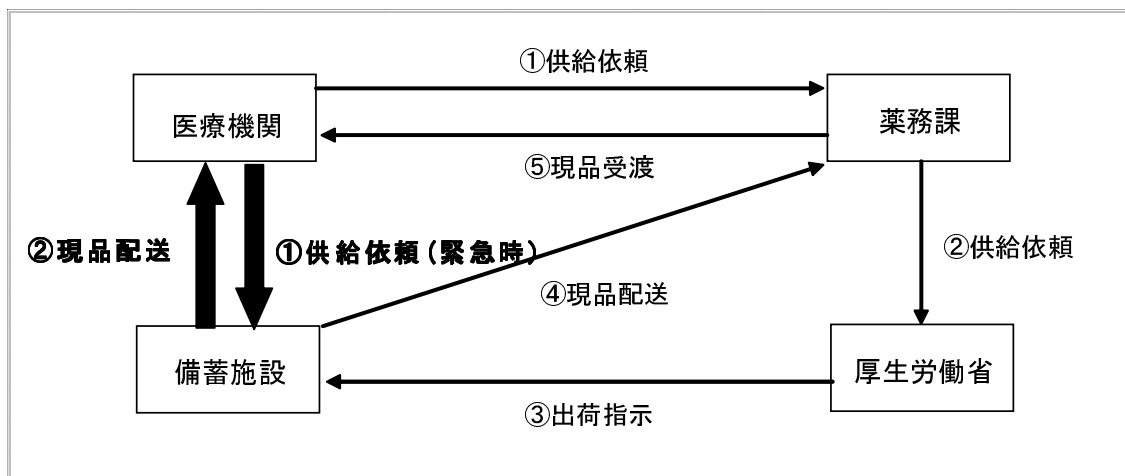 ①供給依頼
医療機関
薬務課
⑤現品受渡
②現品配送
①供給依頼(緊急時)
②供給依頼
④現品配送
備蓄施設
厚生労働省
③出荷指示